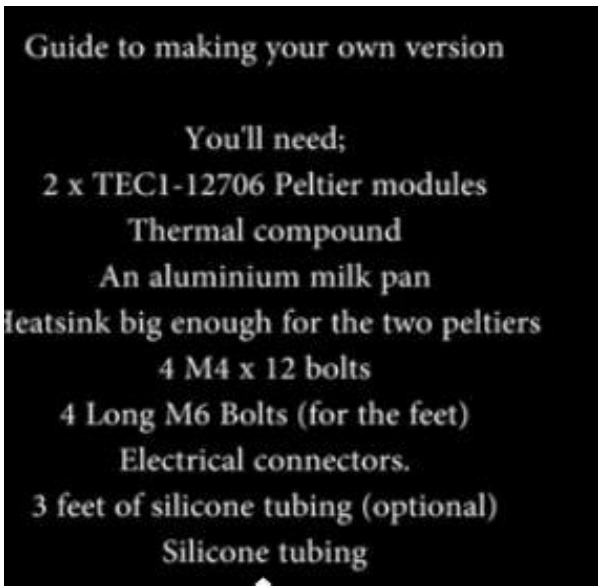 Guide to making your own version
You'll need;
2 x TEC1-12706 Peltier modules
Thermal compound
An aluminium milk pan
Heatsink big enough for the two peltiers
4 M4 x 12 bolts
4 Long M6 Bolts (for the feet)
Electrical connectors.
3 feet of silicone tubing (optional)
Silicone tubing